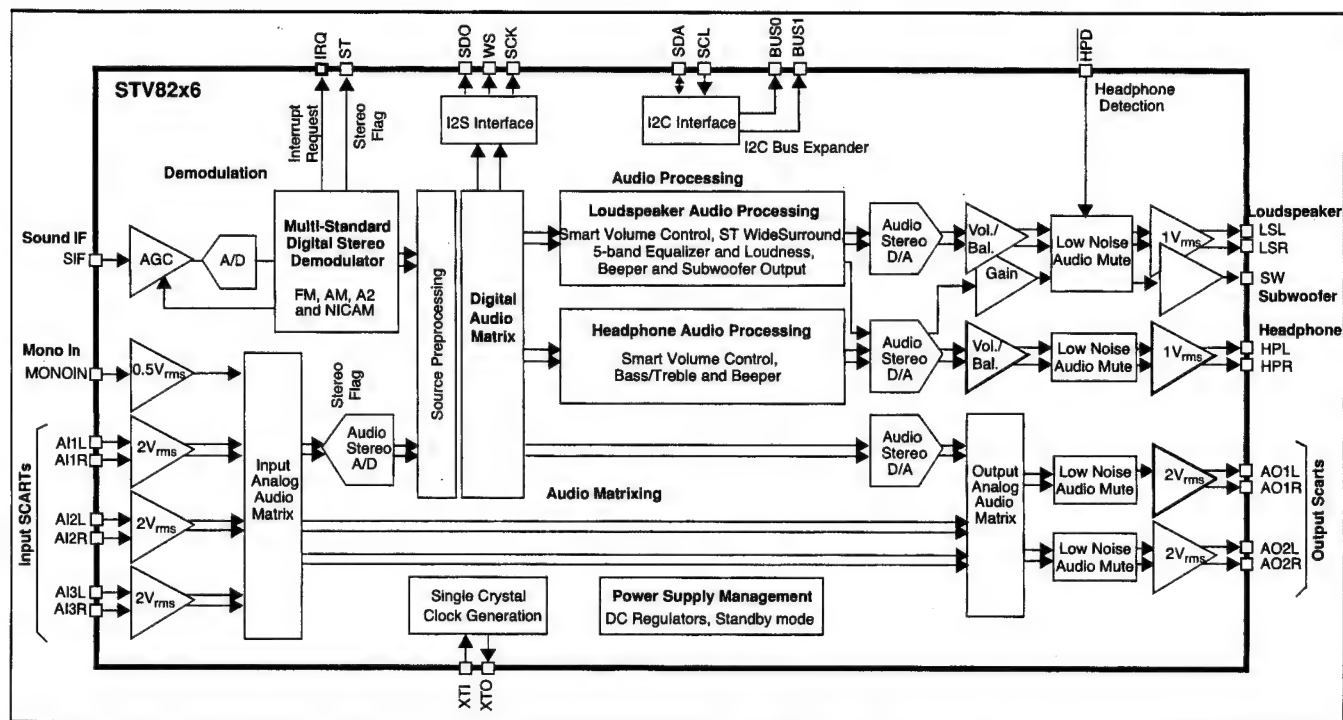 IRQ
ST
SDO
WS
SCK
SDA
SCL
BUS0
BUS1
HPD
STV82x6
Interrupt
Request
Stereo
Flag
I2S Interface
I2C Interface
I2C Bus Expander
Headphone
Detection
Demodulation
Audio Processing
Sound IF
SIF
AGC
A/D
Multi-Standard
Digital Stereo
Demodulator
FM, AM, A2
and NICAM
Source Preprocessing
Digital
Audio
Matrix
Loudspeaker Audio Processing
Smart Volume Control, ST WideSurround,
5-band Equalizer and Loudness,
Beeper and Subwoofer Output
Audio
Stereo
D/A
Vol./
Bal.
Gain
Low Noise
Audio Mute
1Vrms
Loudspeaker
LSL
LSR
SW
Subwoofer
Headphone Audio Processing
Smart Volume Control,
Bass/Treble and Beeper
Audio
Stereo
D/A
Vol./
Bal.
Low Noise
Audio Mute
1Vrms
Headphone
HPL
HPR
Mono In
MONOIN
0.5Vrms
Stereo
Flag
Input SCARTs
AI1L
AI1R
2Vrms
AI2L
AI2R
2Vrms
AI3L
AI3R
2Vrms
Input
Analog
Audio
Matrix
Audio
Stereo
A/D
Audio Matrixing
Audio
Stereo
D/A
Output
Analog
Audio
Matrix
Low Noise
Audio Mute
2Vrms
AO1L
AO1R
Low Noise
Audio Mute
2Vrms
AO2L
AO2R
Output Scarts
Single Crystal
Clock Generation
Power Supply Management
DC Regulators, Standby mode
XTI
XTO